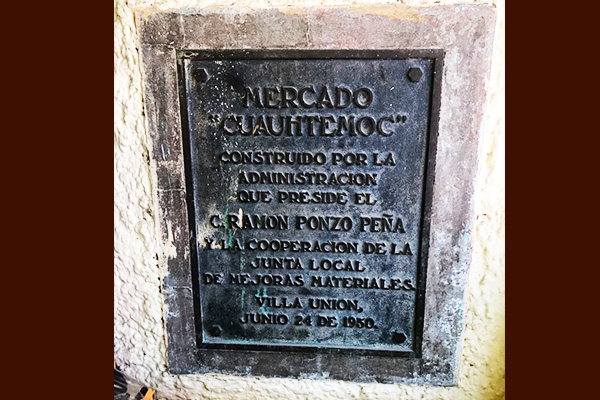 MERCADO
"CUAUHTEMOC"
CONSTRUIDO POR LA
ADMINISTRACION
QUE PRESIDE EL
C. RAMON PONZO PEÑA
Y LA COOPERACION DE LA
JUNTA LOCAL
DE MEJORAS MATERIALES.
VILLA UNION,
JUNIO 24 DE 1950.